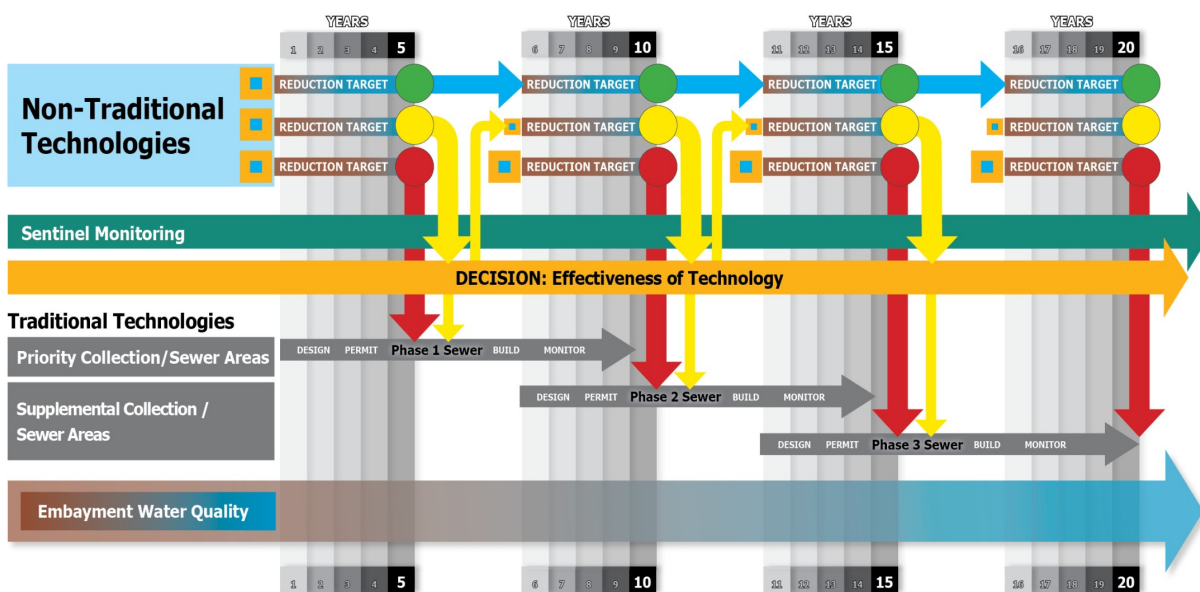 YEARS YEARS YEARS YEARS
1 2 3 4 5 6 7 8 9 10 11 12 13 14 15 16 17 18 19 20
Non-Traditional
Technologies
REDUCTION TARGET REDUCTION TARGET REDUCTION TARGET REDUCTION TARGET
REDUCTION TARGET REDUCTION TARGET REDUCTION TARGET REDUCTION TARGET
REDUCTION TARGET REDUCTION TARGET REDUCTION TARGET REDUCTION TARGET
Sentinel Monitoring
DECISION: Effectiveness of Technology
Traditional Technologies
Priority Collection/Sewer Areas
DESIGN PERMIT Phase 1 Sewer BUILD MONITOR
Supplemental Collection /
Sewer Areas
DESIGN PERMIT Phase 2 Sewer BUILD MONITOR
DESIGN PERMIT Phase 3 Sewer BUILD MONITOR
Embayment Water Quality
1 2 3 4 5 6 7 8 9 10 11 12 13 14 15 16 17 18 19 20
YEARS YEARS YEARS YEARS